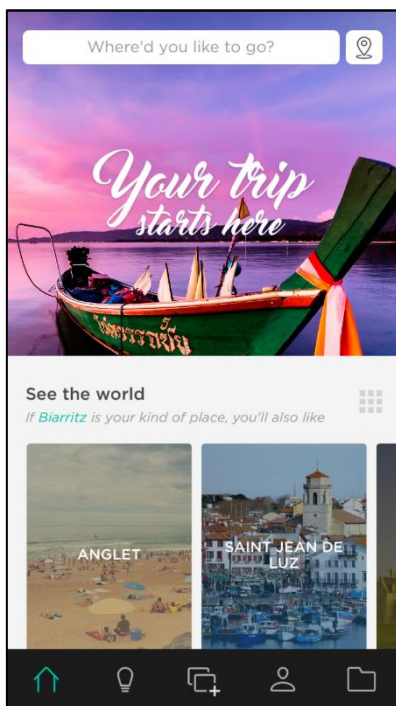 Where'd you like to go?
Your trip
starts here
See the world
If Biarritz is your kind of place, you'll also like
ANGLET
SAINT JEAN DE
LUZ